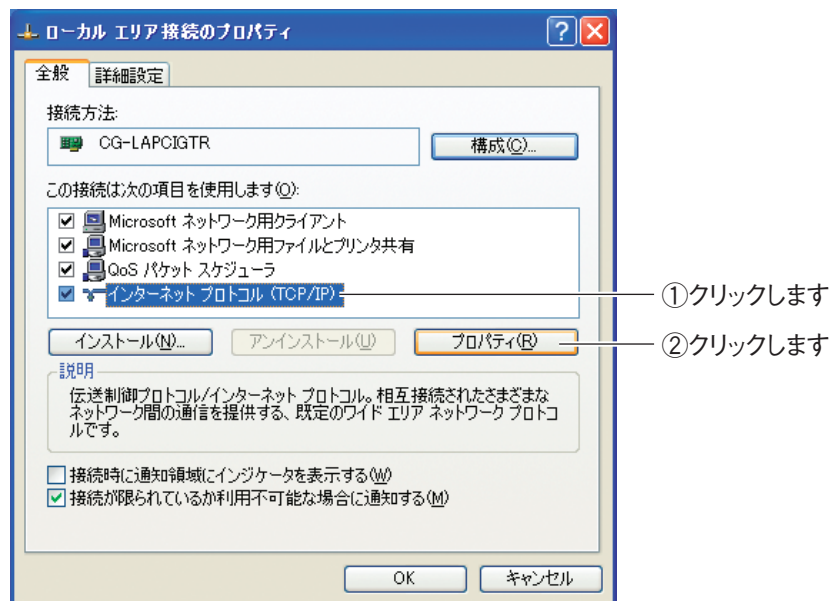 ローカル エリア接続のプロパティ
全般
詳細設定
接続方法:
CG-LAPCIGTR
構成(C)...
この接続は次の項目を使用します(O):
Microsoft ネットワーク用クライアント
Microsoft ネットワーク用ファイルとプリンタ共有
QoS パケット スケジューラ
インターネット プロトコル (TCP/IP)
①クリックします
インストール(N)...
アンインストール(U)
プロパティ(R)
②クリックします
説明
伝送制御プロトコル/インターネット プロトコル。相互接続されたさまざまな
ネットワーク間の通信を提供する、既定のワイド エリア ネットワーク プロトコ
ルです。
接続時に通知領域にインジケータを表示する(W)
接続が限られているか利用不可能な場合に通知する(M)
OK
キャンセル